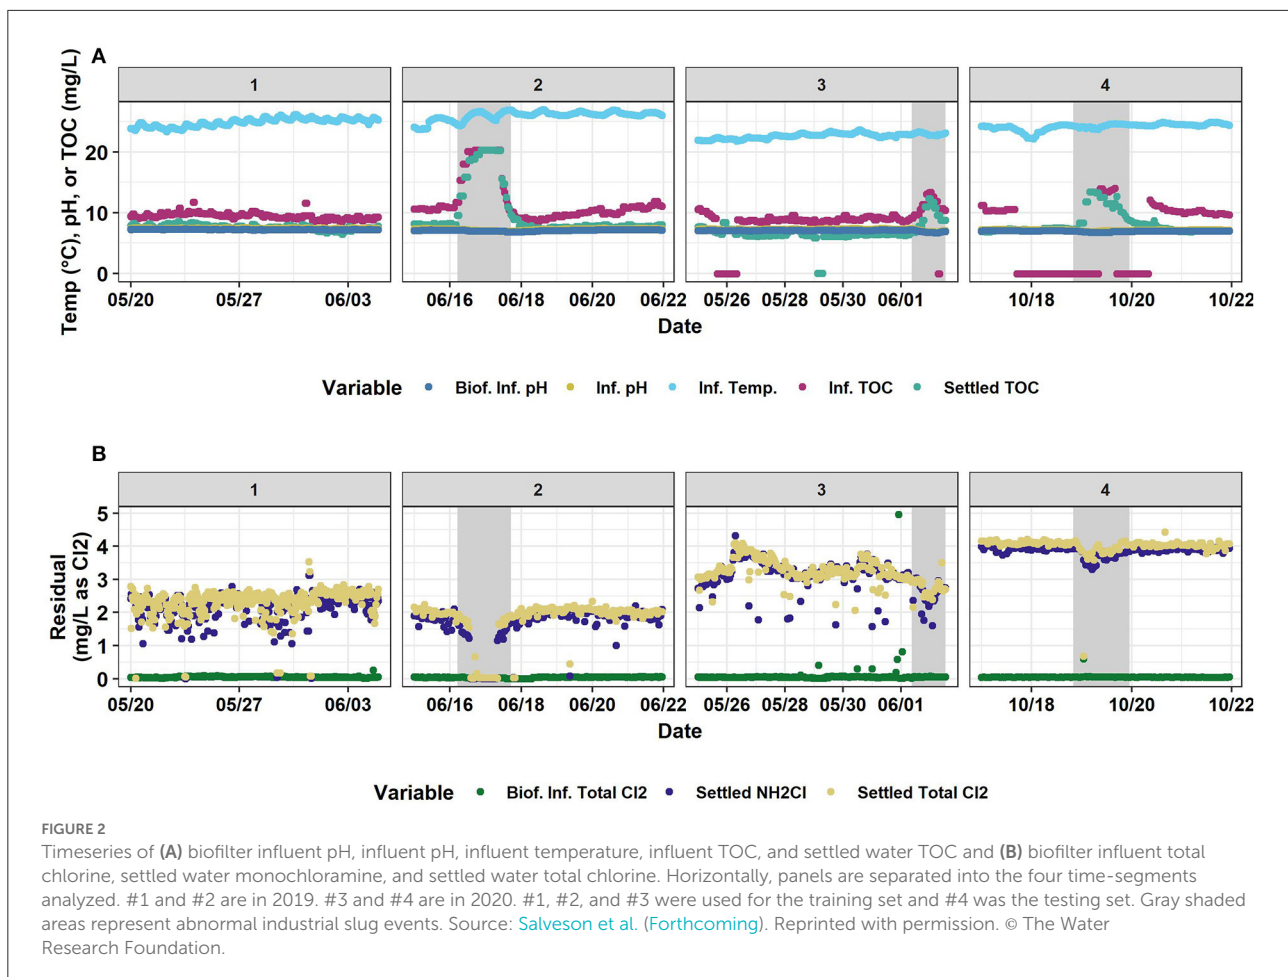 A
1 2 3 4
Temp (°C), pH, or TOC (mg/L)
20
10
0
05/20 05/27 06/03 06/16 06/18 06/20 06/22 05/26 05/28 05/30 06/01 10/18 10/20 10/22
Date
Variable Biof. Inf. pH Inf. pH Inf. Temp. Inf. TOC Settled TOC
B
1 2 3 4
Residual
(mg/L as Cl2)
5
4
3
2
1
0
05/20 05/27 06/03 06/16 06/18 06/20 06/22 05/26 05/28 05/30 06/01 10/18 10/20 10/22
Date
Variable Biof. Inf. Total Cl2 Settled NH2Cl Settled Total Cl2
FIGURE 2
Timeseries of (A) biofilter influent pH, influent pH, influent temperature, influent TOC, and settled water TOC and (B) biofilter influent total
chlorine, settled water monochloramine, and settled water total chlorine. Horizontally, panels are separated into the four time-segments
analyzed. #1 and #2 are in 2019. #3 and #4 are in 2020. #1, #2, and #3 were used for the training set and #4 was the testing set. Gray shaded
areas represent abnormal industrial slug events. Source: Salveson et al. (Forthcoming). Reprinted with permission. © The Water
Research Foundation.